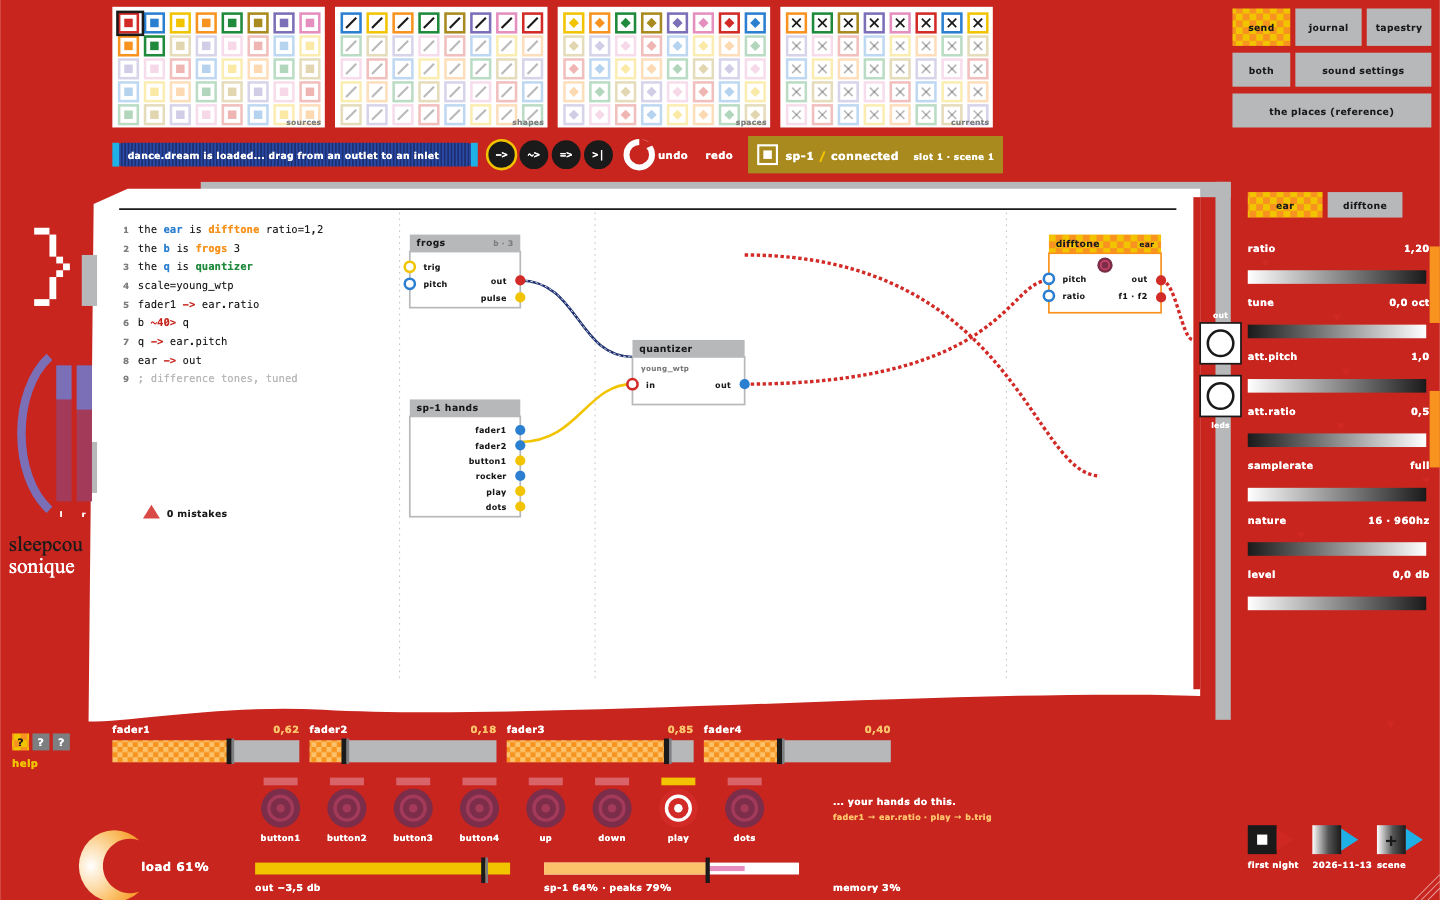 sources
shapes
spaces
currents
send
journal
tapestry
both
sound settings
the places (reference)
dance.dream is loaded... drag from an outlet to an inlet
->
~>
=>
>|
undo
redo
sp-1 / connected
slot 1 · scene 1
1 the ear is difftone ratio=1,2
2 the b is frogs 3
3 the q is quantizer
4 scale=young_wtp
5 fader1 -> ear.ratio
6 b ~40> q
7 q -> ear.pitch
8 ear -> out
9 ; difference tones, tuned
0 mistakes
frogs
b · 3
trig
pitch
out
pulse
sp-1 hands
fader1
fader2
button1
rocker
play
dots
quantizer
young_wtp
in
out
difftone
ear
pitch
out
ratio
f1 · f2
out
leds
ear
difftone
ratio 1,20
tune 0,0 oct
att.pitch 1,0
att.ratio 0,5
samplerate full
nature 16 · 960hz
level 0,0 db
l r
sleepcou
sonique
? ? ?
help
fader1 0,62
fader2 0,18
fader3 0,85
fader4 0,40
button1
button2
button3
button4
up
down
play
dots
... your hands do this.
fader1 → ear.ratio · play → b.trig
load 61%
out −3,5 db
sp-1 64% · peaks 79%
memory 3%
first night
2026-11-13
+
scene